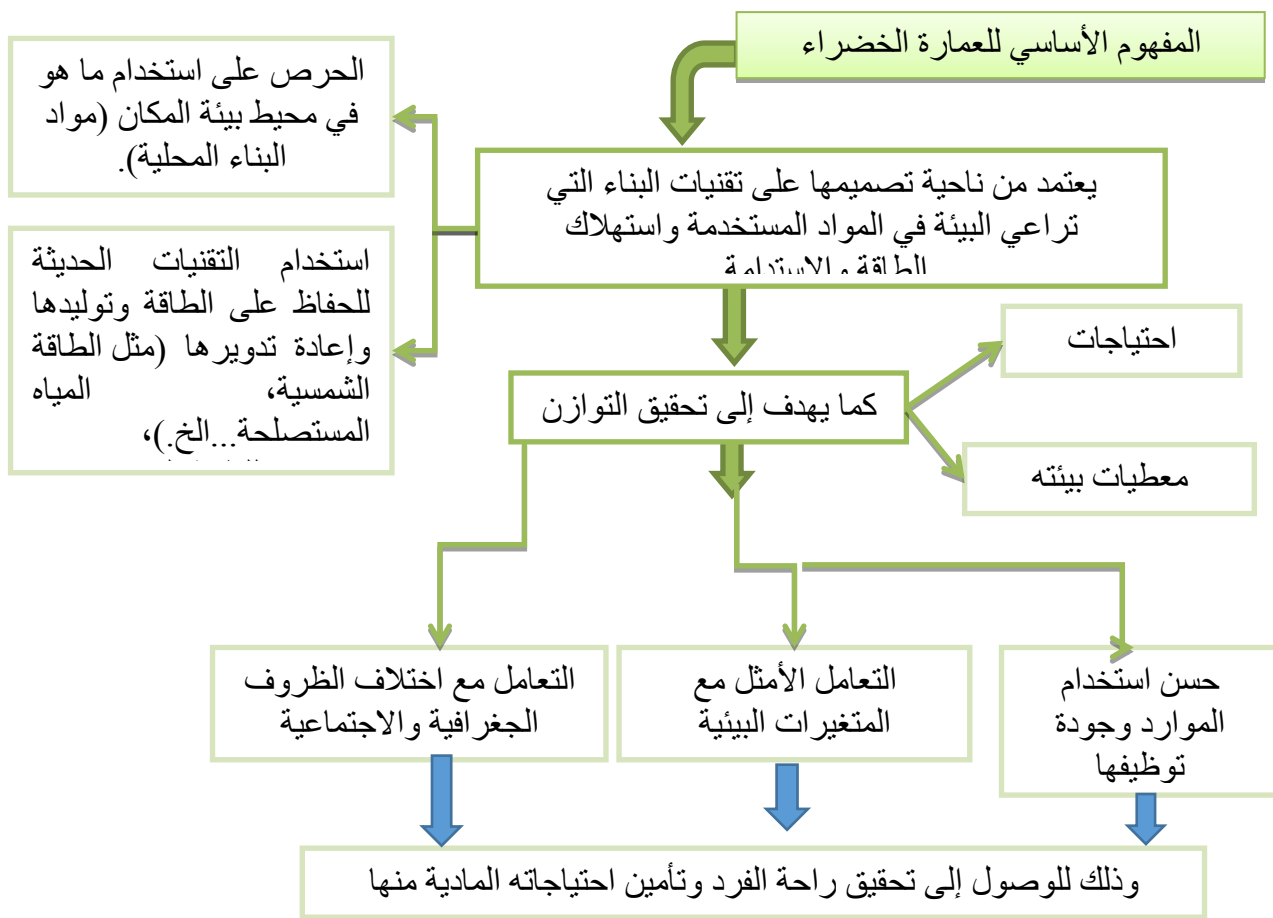 المفهوم الأساسي للعمارة الخضراء
الحرص على استخدام ما هو
في محيط بيئة المكان (مواد
البناء المحلية).
يعتمد من ناحية تصميمها على تقنيات البناء التي
تراعي البيئة في المواد المستخدمة واستهلاك
الطاقة والاستدامة
استخدام التقنيات الحديثة
للحفاظ على الطاقة وتوليدها
وإعادة تدويرها (مثل الطاقة
الشمسية، المياه
المستصلحة...الخ.)،
احتياجات
كما يهدف إلى تحقيق التوازن
معطيات بيئته
حسن استخدام
الموارد وجودة
توظيفها
التعامل الأمثل مع
المتغيرات البيئية
التعامل مع اختلاف الظروف
الجغرافية والاجتماعية
وذلك للوصول إلى تحقيق راحة الفرد وتأمين احتياجاته المادية منها